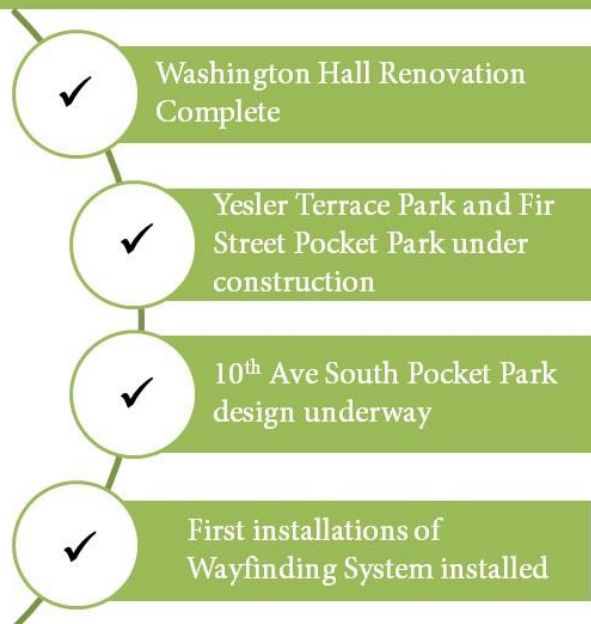 Washington Hall Renovation
Complete
Yesler Terrace Park and Fir
Street Pocket Park under
construction
10th Ave South Pocket Park
design underway
First installations of
Wayfinding System installed